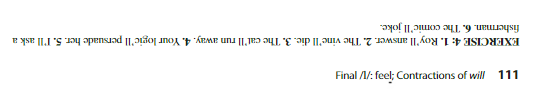 EXERCISE 4: 1. Roy'll answer. 2. The vine'll die. 3. The cat'll run away. 4. Your logic'll persuade her. 5. I'll ask a
fisherman. 6. The comic'll joke.
Final /l/: feel; Contractions of will 111